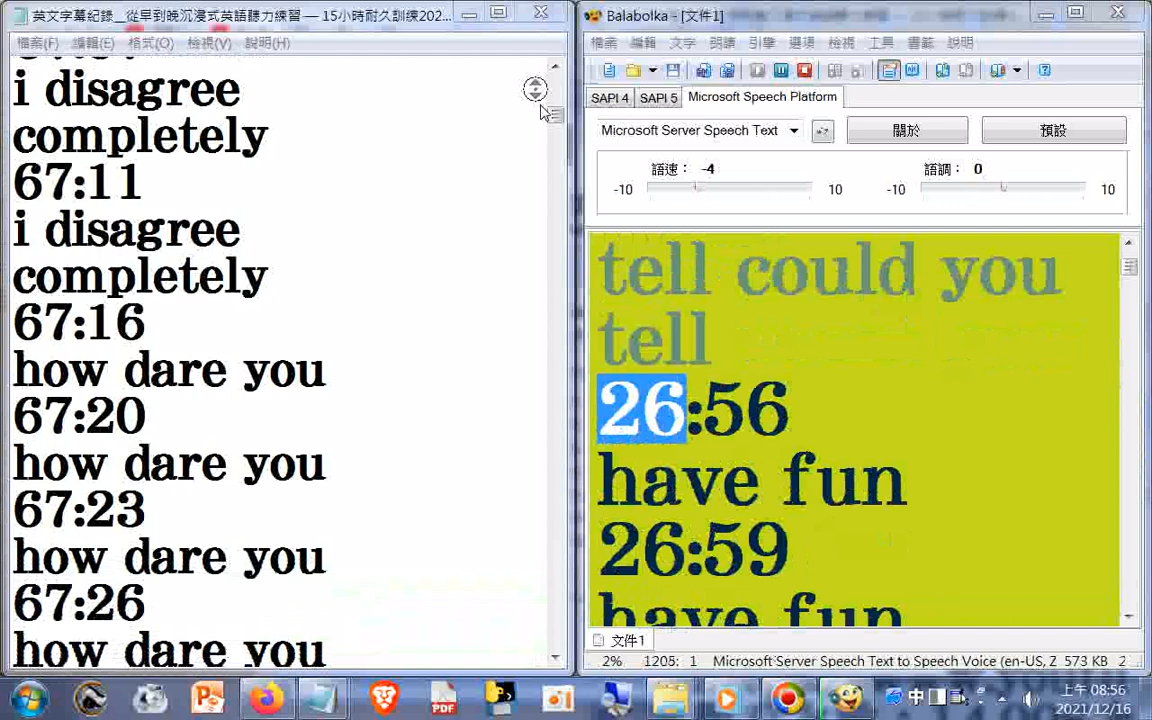 英文字幕紀錄__從早到晚沉浸式英語聽力練習 — 15小時耐久訓練202...
檔案(F) 編輯(E) 格式(O) 檢視(V) 說明(H)
i disagree
completely
67:11
i disagree
completely
67:16
how dare you
67:20
how dare you
67:23
how dare you
67:26
how dare you
Balabolka - [文件1]
檔案 編輯 文字 朗讀 引擎 選項 檢視 工具 書籤 說明
SAPI 4 SAPI 5 Microsoft Speech Platform
Microsoft Server Speech Text 關於 預設
語速： -4 語調： 0
-10 10 -10 10
tell could you
tell
26:56
have fun
26:59
have fun
文件1
2% 1205: 1 Microsoft Server Speech Text to Speech Voice (en-US, Z 573 KB 2
PDF
中
上午 08:56
2021/12/16